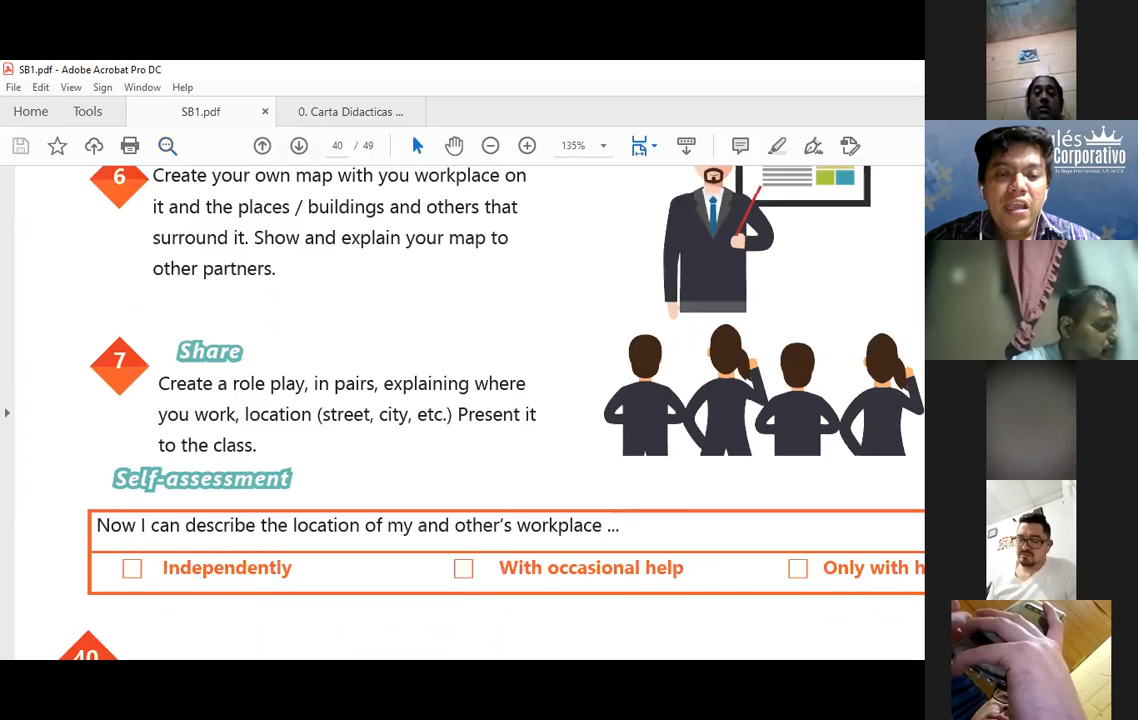 SB1.pdf - Adobe Acrobat Pro DC
File Edit View Sign Window Help
Home Tools SB1.pdf × 0. Carta Didacticas ...
40 / 49 135%
6
Create your own map with you workplace on
it and the places / buildings and others that
surround it. Show and explain your map to
other partners.
7
Share
Create a role play, in pairs, explaining where
you work, location (street, city, etc.) Present it
to the class.
Self-assessment
Now I can describe the location of my and other's workplace ...
Independently With occasional help Only with h
40
lés
Corporativo